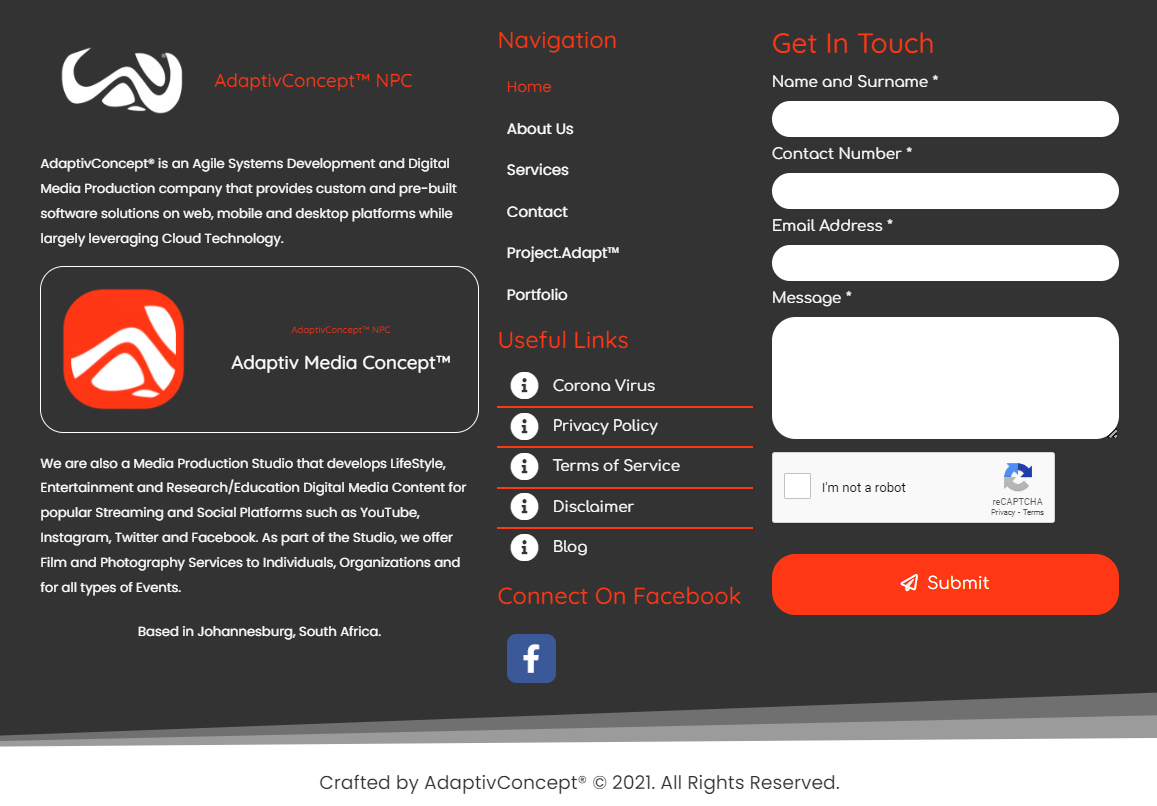 AdaptivConcept™ NPC
AdaptivConcept® is an Agile Systems Development and Digital
Media Production company that provides custom and pre-built
software solutions on web, mobile and desktop platforms while
largely leveraging Cloud Technology.
AdaptivConcept™ NPC
Adaptiv Media Concept™
We are also a Media Production Studio that develops LifeStyle,
Entertainment and Research/Education Digital Media Content for
popular Streaming and Social Platforms such as YouTube,
Instagram, Twitter and Facebook. As part of the Studio, we offer
Film and Photography Services to Individuals, Organizations and
for all types of Events.
Based in Johannesburg, South Africa.
Navigation
Home
About Us
Services
Contact
Project.Adapt™
Portfolio
Useful Links
Corona Virus
Privacy Policy
Terms of Service
Disclaimer
Blog
Connect On Facebook
Get In Touch
Name and Surname *
Contact Number *
Email Address *
Message *
I'm not a robot
reCAPTCHA
Privacy - Terms
Submit
Crafted by AdaptivConcept® © 2021. All Rights Reserved.